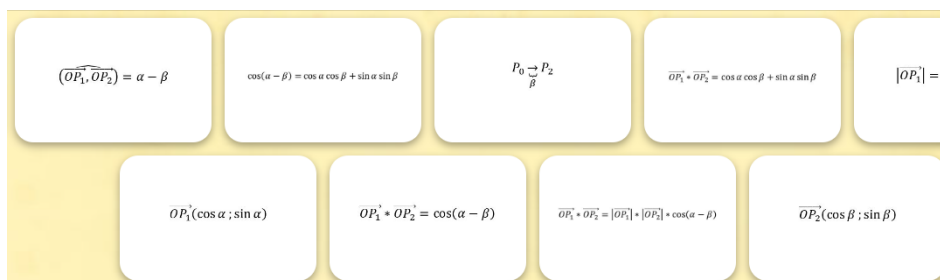 (OP₁, OP₂) = α − β
cos(α − β) = cos α cos β + sin α sin β
P₀ → P₂
β
OP₁ ∗ OP₂ = cos α cos β + sin α sin β
|OP₁| =
OP₁(cos α ; sin α)
OP₁ ∗ OP₂ = cos(α − β)
OP₁ ∗ OP₂ = |OP₁| ∗ |OP₂| ∗ cos(α − β)
OP₂(cos β ; sin β)